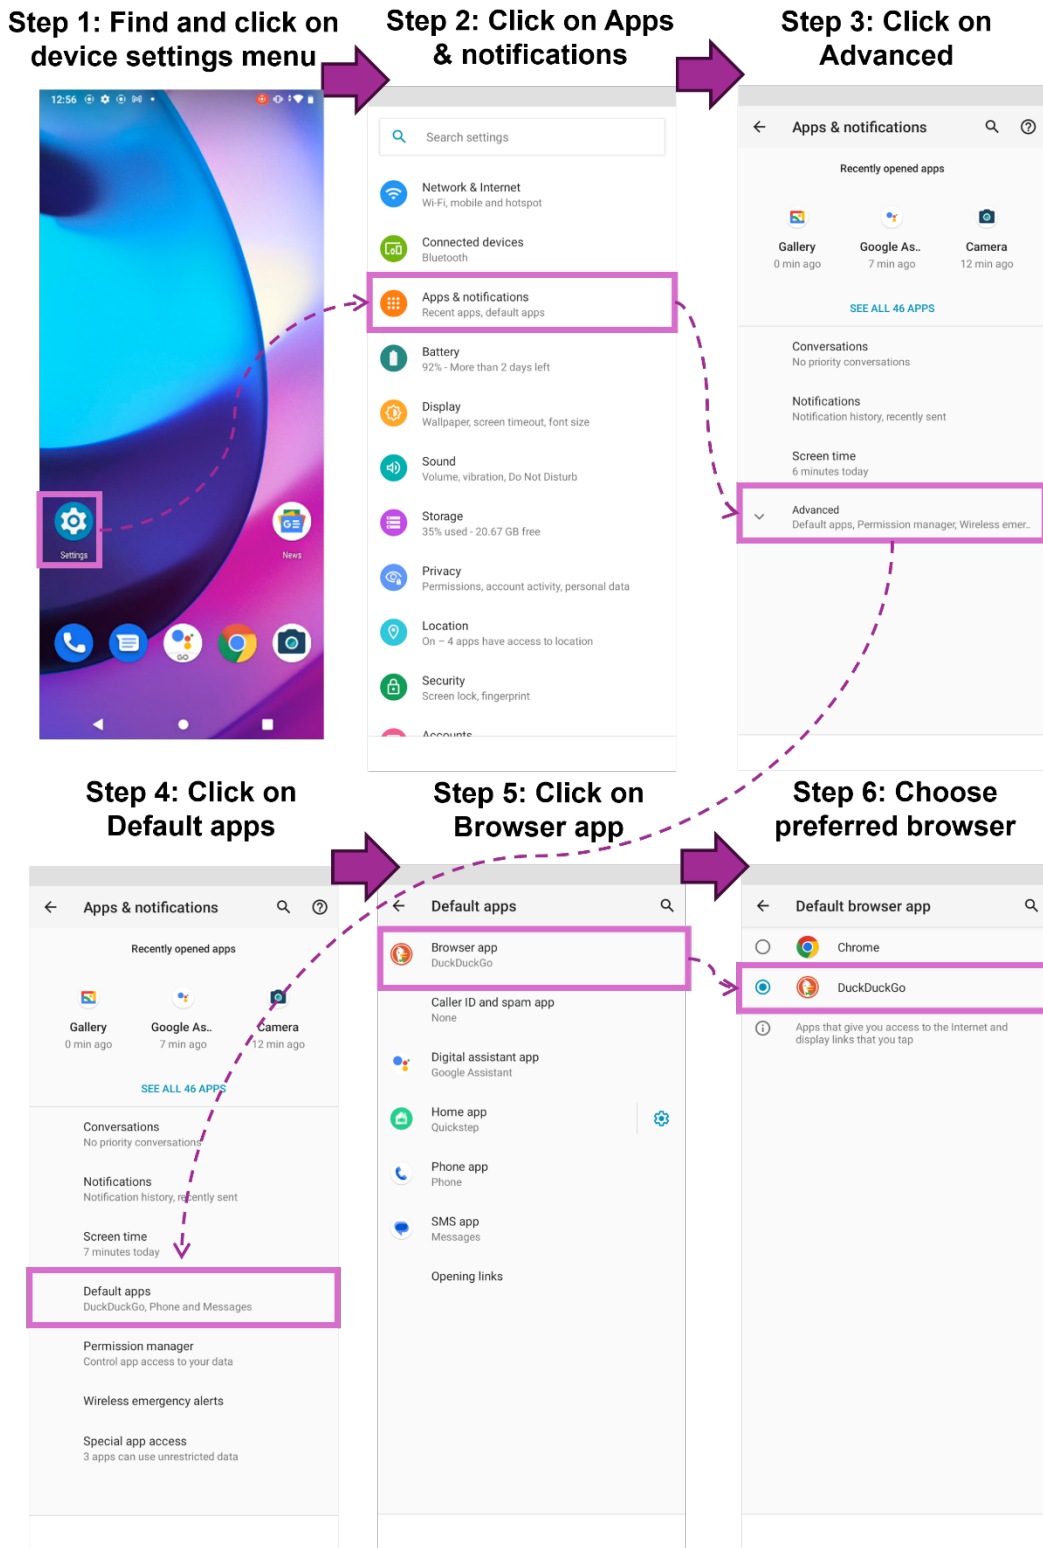 Step 1: Find and click on
device settings menu
Step 2: Click on Apps
& notifications
Step 3: Click on
Advanced
12:56
Settings
News
GO
Search settings
Network & Internet
Wi-Fi, mobile and hotspot
Connected devices
Bluetooth
Apps & notifications
Recent apps, default apps
Battery
92% - More than 2 days left
Display
Wallpaper, screen timeout, font size
Sound
Volume, vibration, Do Not Disturb
Storage
35% used - 20.67 GB free
Privacy
Permissions, account activity, personal data
Location
On – 4 apps have access to location
Security
Screen lock, fingerprint
Accounts
Apps & notifications
Recently opened apps
Gallery
0 min ago
Google As..
7 min ago
Camera
12 min ago
SEE ALL 46 APPS
Conversations
No priority conversations
Notifications
Notification history, recently sent
Screen time
6 minutes today
Advanced
Default apps, Permission manager, Wireless emer..
Step 4: Click on
Default apps
Step 5: Click on
Browser app
Step 6: Choose
preferred browser
Apps & notifications
Recently opened apps
Gallery
0 min ago
Google As..
7 min ago
Camera
12 min ago
SEE ALL 46 APPS
Conversations
No priority conversations
Notifications
Notification history, recently sent
Screen time
7 minutes today
Default apps
DuckDuckGo, Phone and Messages
Permission manager
Control app access to your data
Wireless emergency alerts
Special app access
3 apps can use unrestricted data
Default apps
Browser app
DuckDuckGo
Caller ID and spam app
None
Digital assistant app
Google Assistant
Home app
Quickstep
Phone app
Phone
SMS app
Messages
Opening links
Default browser app
Chrome
DuckDuckGo
Apps that give you access to the Internet and
display links that you tap